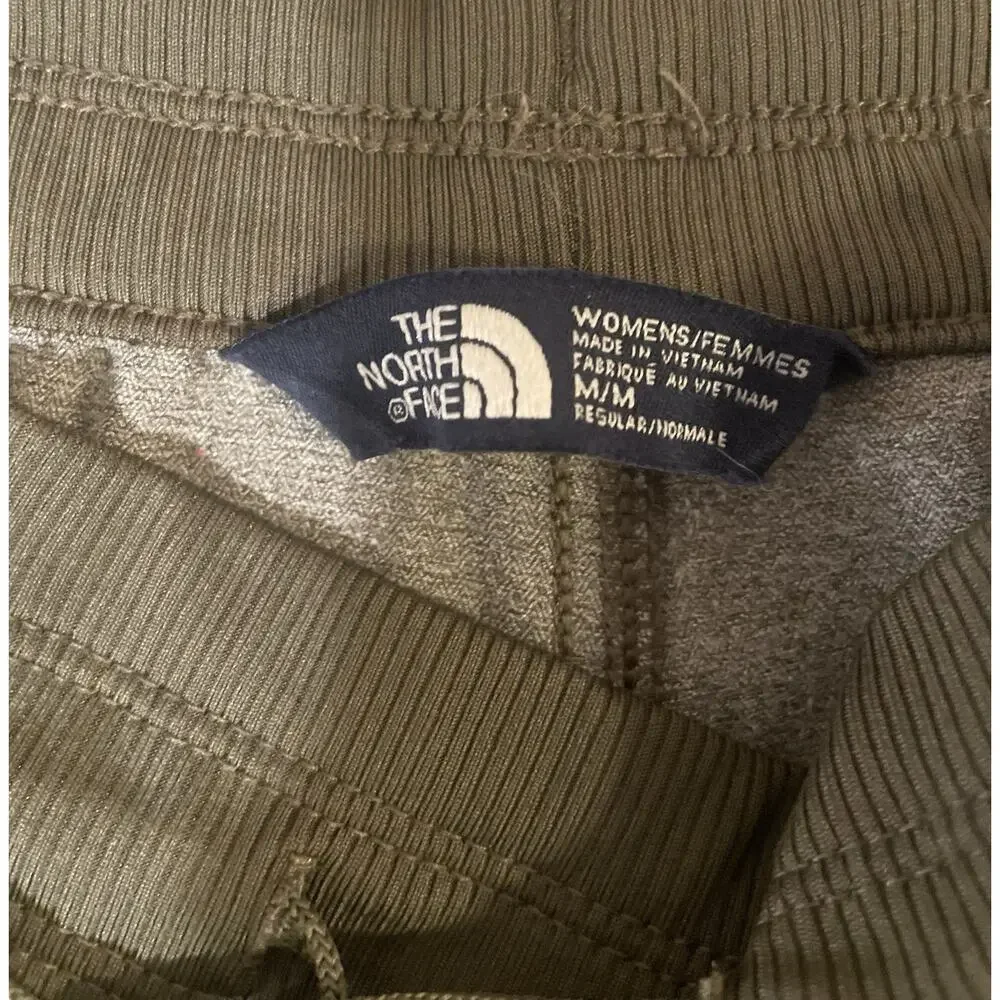 THE
NORTH
®FACE
WOMENS/FEMMES
MADE IN VIETNAM
FABRIQUÉ AU VIETNAM
M/M
REGULAR/NORMALE